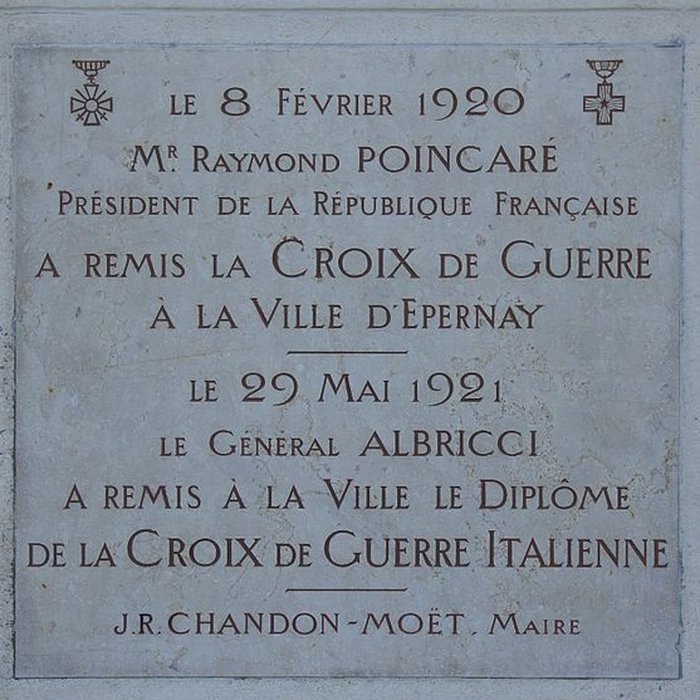 LE 8 FÉVRIER 1920
MR. RAYMOND POINCARÉ
PRÉSIDENT DE LA RÉPUBLIQUE FRANÇAISE
A REMIS LA CROIX DE GUERRE
À LA VILLE D'EPERNAY
LE 29 MAI 1921
LE GÉNÉRAL ALBRICCI
A REMIS À LA VILLE LE DIPLÔME
DE LA CROIX DE GUERRE ITALIENNE
J.R. CHANDON-MOËT, MAIRE